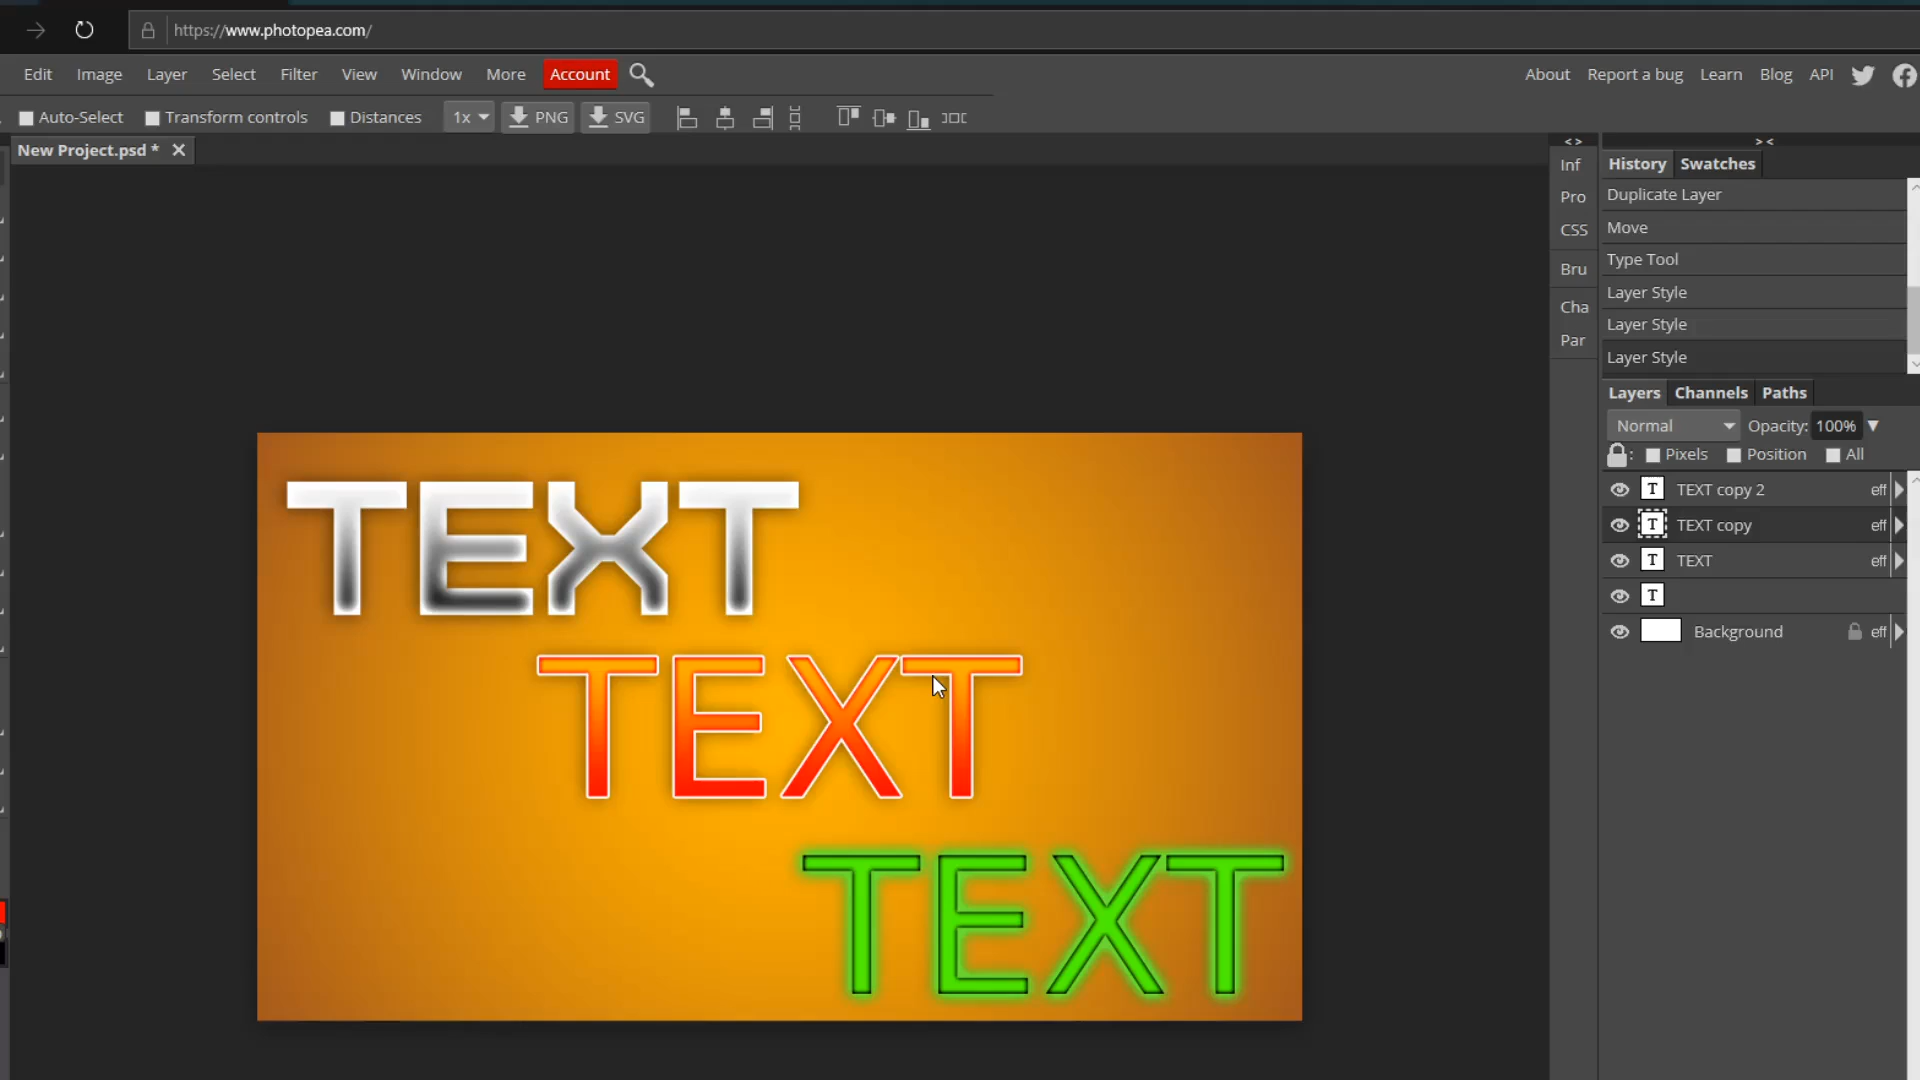 https://www.photopea.com/
Edit Image Layer Select Filter View Window More Account About Report a bug Learn Blog API
Auto-Select Transform controls Distances 1x PNG SVG
New Project.psd *
< > > <
Inf
Pro
CSS
Bru
Cha
Par
History Swatches
Duplicate Layer
Move
Type Tool
Layer Style
Layer Style
Layer Style
Layers Channels Paths
Normal Opacity: 100%
: Pixels Position All
T TEXT copy 2 eff
T TEXT copy eff
T TEXT eff
T
Background eff
TEXT
TEXT
TEXT